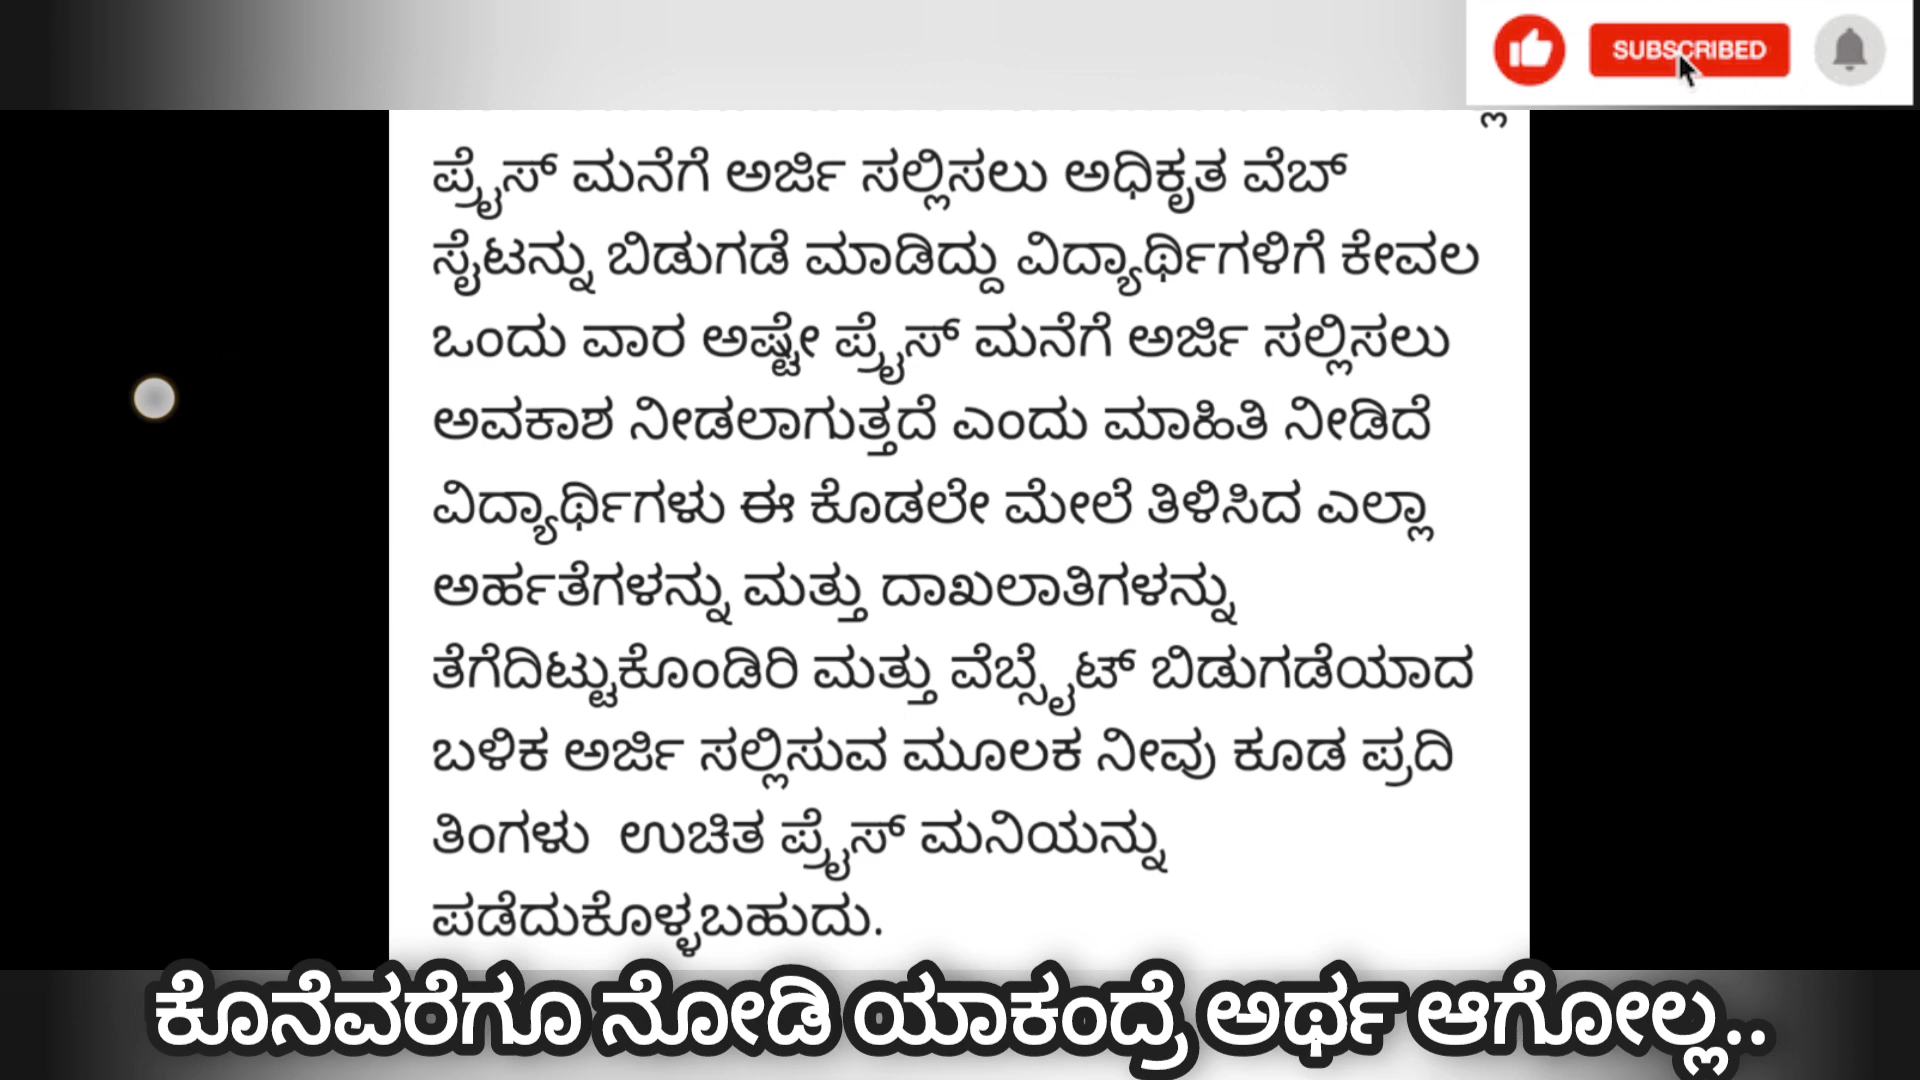 SUBSCRIBED
ಪ್ರೈಸ್ ಮನೆಗೆ ಅರ್ಜಿ ಸಲ್ಲಿಸಲು ಅಧಿಕೃತ ವೆಬ್
ಸೈಟನ್ನು ಬಿಡುಗಡೆ ಮಾಡಿದ್ದು ವಿದ್ಯಾರ್ಥಿಗಳಿಗೆ ಕೇವಲ
ಒಂದು ವಾರ ಅಷ್ಟೇ ಪ್ರೈಸ್ ಮನೆಗೆ ಅರ್ಜಿ ಸಲ್ಲಿಸಲು
ಅವಕಾಶ ನೀಡಲಾಗುತ್ತದೆ ಎಂದು ಮಾಹಿತಿ ನೀಡಿದೆ
ವಿದ್ಯಾರ್ಥಿಗಳು ಈ ಕೊಡಲೇ ಮೇಲೆ ತಿಳಿಸಿದ ಎಲ್ಲಾ
ಅರ್ಹತೆಗಳನ್ನು ಮತ್ತು ದಾಖಲಾತಿಗಳನ್ನು
ತೆಗೆದಿಟ್ಟುಕೊಂಡಿರಿ ಮತ್ತು ವೆಬ್ಸೈಟ್ ಬಿಡುಗಡೆಯಾದ
ಬಳಿಕ ಅರ್ಜಿ ಸಲ್ಲಿಸುವ ಮೂಲಕ ನೀವು ಕೂಡ ಪ್ರದಿ
ತಿಂಗಳು ಉಚಿತ ಪ್ರೈಸ್ ಮನಿಯನ್ನು
ಪಡೆದುಕೊಳ್ಳಬಹುದು.
ಕೊನೆವರೆಗೂ ನೋಡಿ ಯಾಕಂದ್ರೆ ಅರ್ಥ ಆಗೋಲ್ಲ..